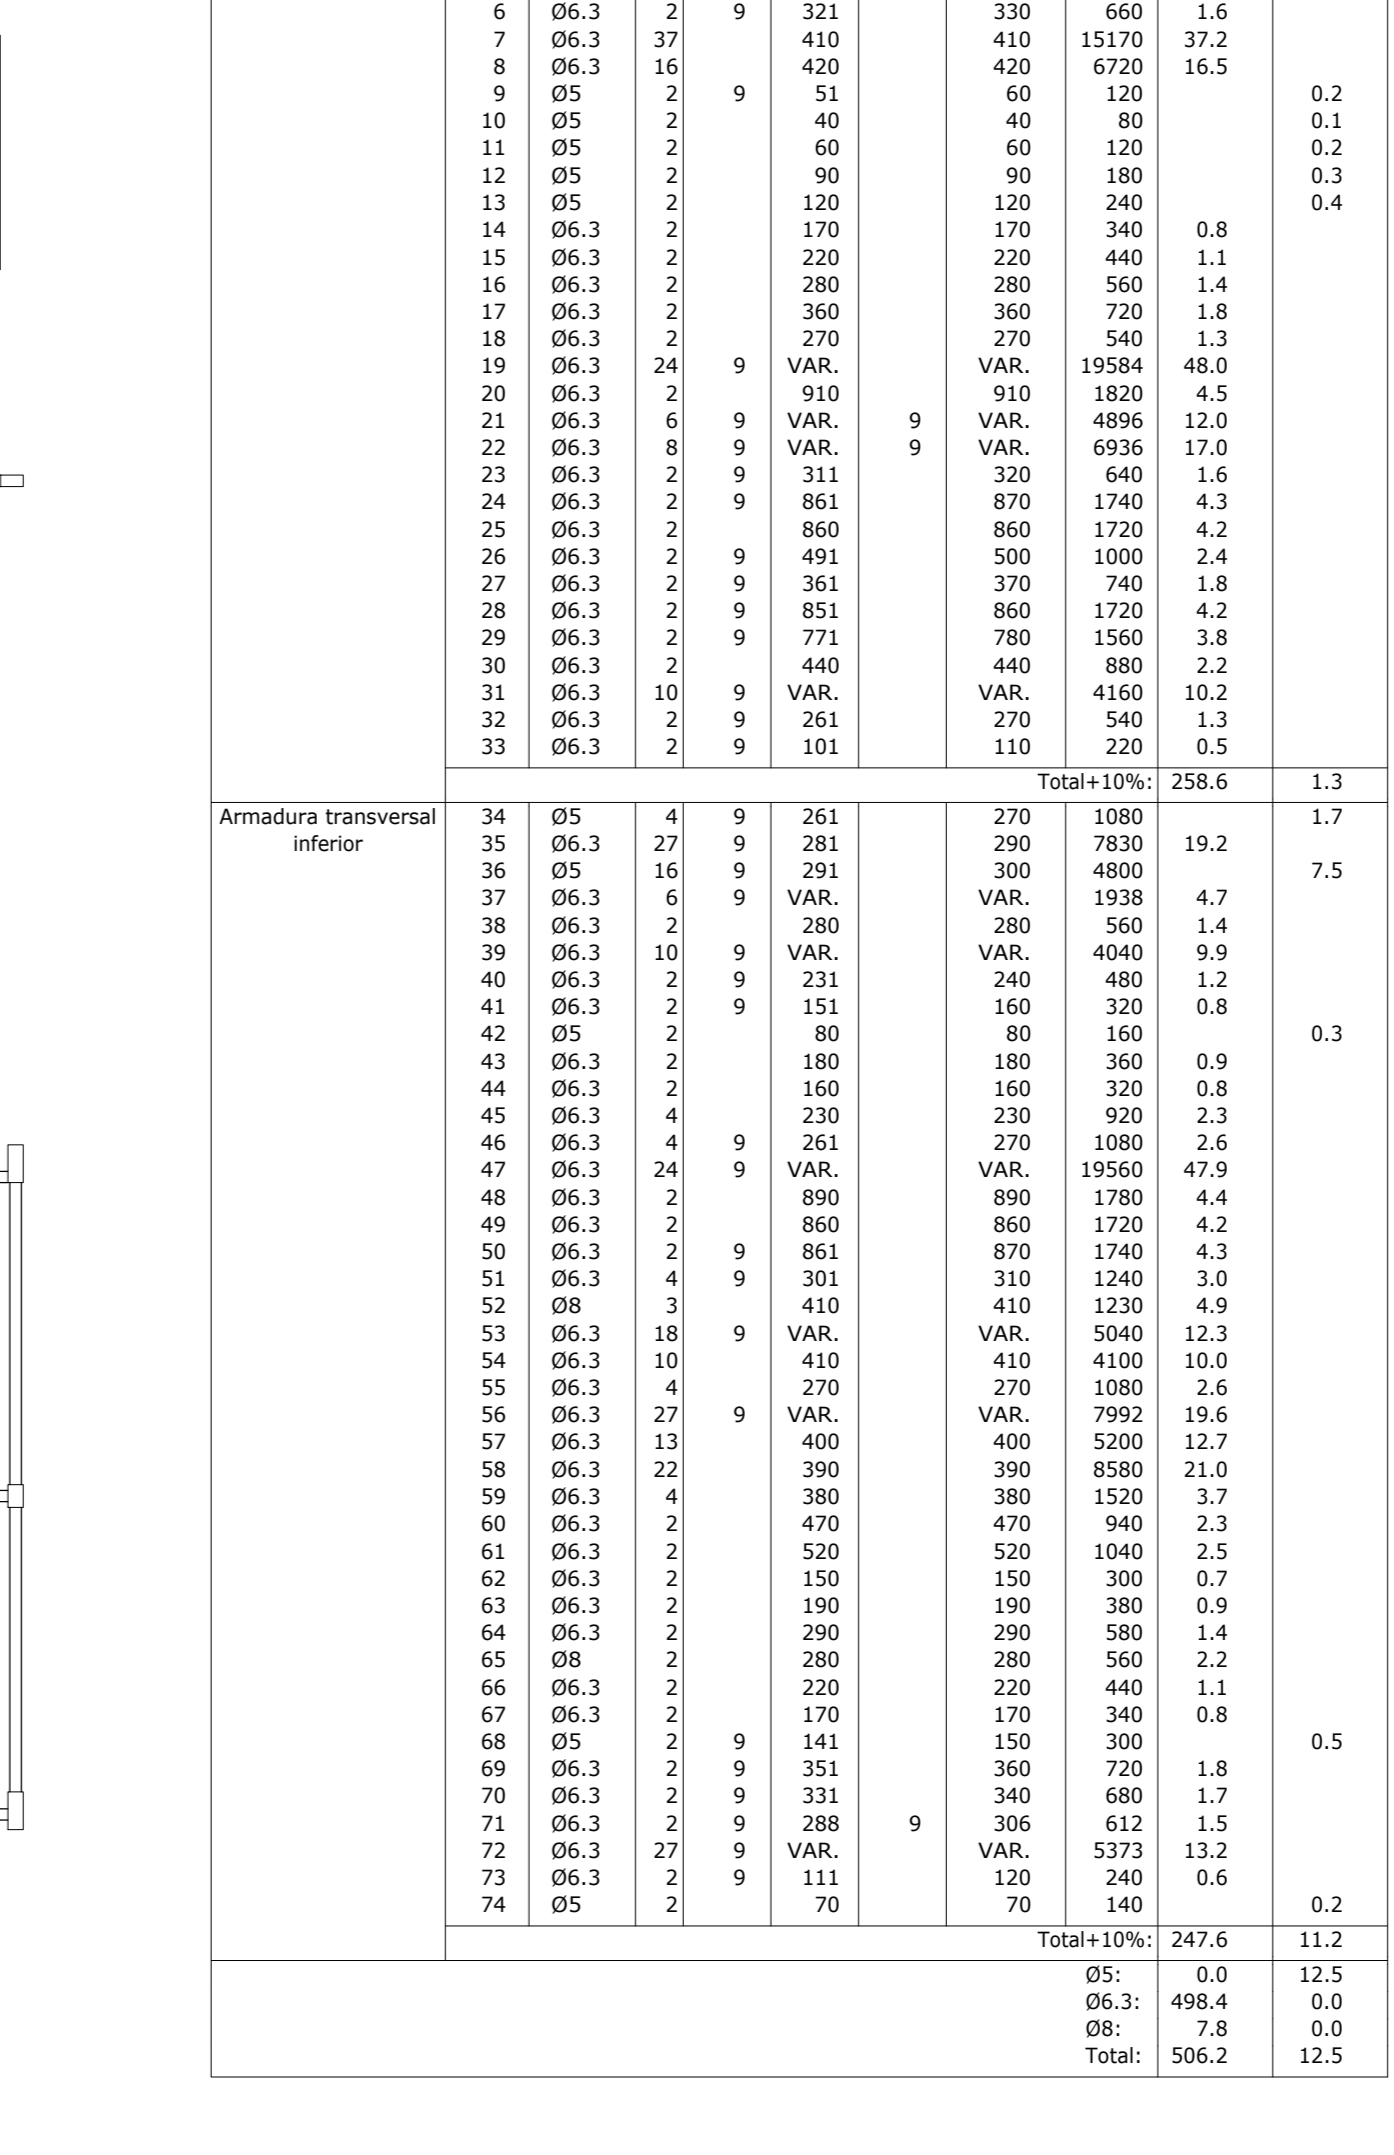 6 Ø6.3 2 9 321 330 660 1.6
7 Ø6.3 37 410 410 15170 37.2
8 Ø6.3 16 420 420 6720 16.5
9 Ø5 2 9 51 60 120 0.2
10 Ø5 2 40 40 80 0.1
11 Ø5 2 60 60 120 0.2
12 Ø5 2 90 90 180 0.3
13 Ø5 2 120 120 240 0.4
14 Ø6.3 2 170 170 340 0.8
15 Ø6.3 2 220 220 440 1.1
16 Ø6.3 2 280 280 560 1.4
17 Ø6.3 2 360 360 720 1.8
18 Ø6.3 2 270 270 540 1.3
19 Ø6.3 24 9 VAR. VAR. 19584 48.0
20 Ø6.3 2 910 910 1820 4.5
21 Ø6.3 6 9 VAR. 9 VAR. 4896 12.0
22 Ø6.3 8 9 VAR. 9 VAR. 6936 17.0
23 Ø6.3 2 9 311 320 640 1.6
24 Ø6.3 2 9 861 870 1740 4.3
25 Ø6.3 2 860 860 1720 4.2
26 Ø6.3 2 9 491 500 1000 2.4
27 Ø6.3 2 9 361 370 740 1.8
28 Ø6.3 2 9 851 860 1720 4.2
29 Ø6.3 2 9 771 780 1560 3.8
30 Ø6.3 2 440 440 880 2.2
31 Ø6.3 10 9 VAR. VAR. 4160 10.2
32 Ø6.3 2 9 261 270 540 1.3
33 Ø6.3 2 9 101 110 220 0.5
Total+10%: 258.6 1.3
Armadura transversal 34 Ø5 4 9 261 270 1080 1.7
inferior 35 Ø6.3 27 9 281 290 7830 19.2
36 Ø5 16 9 291 300 4800 7.5
37 Ø6.3 6 9 VAR. VAR. 1938 4.7
38 Ø6.3 2 280 280 560 1.4
39 Ø6.3 10 9 VAR. VAR. 4040 9.9
40 Ø6.3 2 9 231 240 480 1.2
41 Ø6.3 2 9 151 160 320 0.8
42 Ø5 2 80 80 160 0.3
43 Ø6.3 2 180 180 360 0.9
44 Ø6.3 2 160 160 320 0.8
45 Ø6.3 4 230 230 920 2.3
46 Ø6.3 4 9 261 270 1080 2.6
47 Ø6.3 24 9 VAR. VAR. 19560 47.9
48 Ø6.3 2 890 890 1780 4.4
49 Ø6.3 2 860 860 1720 4.2
50 Ø6.3 2 9 861 870 1740 4.3
51 Ø6.3 4 9 301 310 1240 3.0
52 Ø8 3 410 410 1230 4.9
53 Ø6.3 18 9 VAR. VAR. 5040 12.3
54 Ø6.3 10 410 410 4100 10.0
55 Ø6.3 4 270 270 1080 2.6
56 Ø6.3 27 9 VAR. VAR. 7992 19.6
57 Ø6.3 13 400 400 5200 12.7
58 Ø6.3 22 390 390 8580 21.0
59 Ø6.3 4 380 380 1520 3.7
60 Ø6.3 2 470 470 940 2.3
61 Ø6.3 2 520 520 1040 2.5
62 Ø6.3 2 150 150 300 0.7
63 Ø6.3 2 190 190 380 0.9
64 Ø6.3 2 290 290 580 1.4
65 Ø8 2 280 280 560 2.2
66 Ø6.3 2 220 220 440 1.1
67 Ø6.3 2 170 170 340 0.8
68 Ø5 2 9 141 150 300 0.5
69 Ø6.3 2 9 351 360 720 1.8
70 Ø6.3 2 9 331 340 680 1.7
71 Ø6.3 2 9 288 9 306 612 1.5
72 Ø6.3 27 9 VAR. VAR. 5373 13.2
73 Ø6.3 2 9 111 120 240 0.6
74 Ø5 2 70 70 140 0.2
Total+10%: 247.6 11.2
Ø5: 0.0 12.5
Ø6.3: 498.4 0.0
Ø8: 7.8 0.0
Total: 506.2 12.5